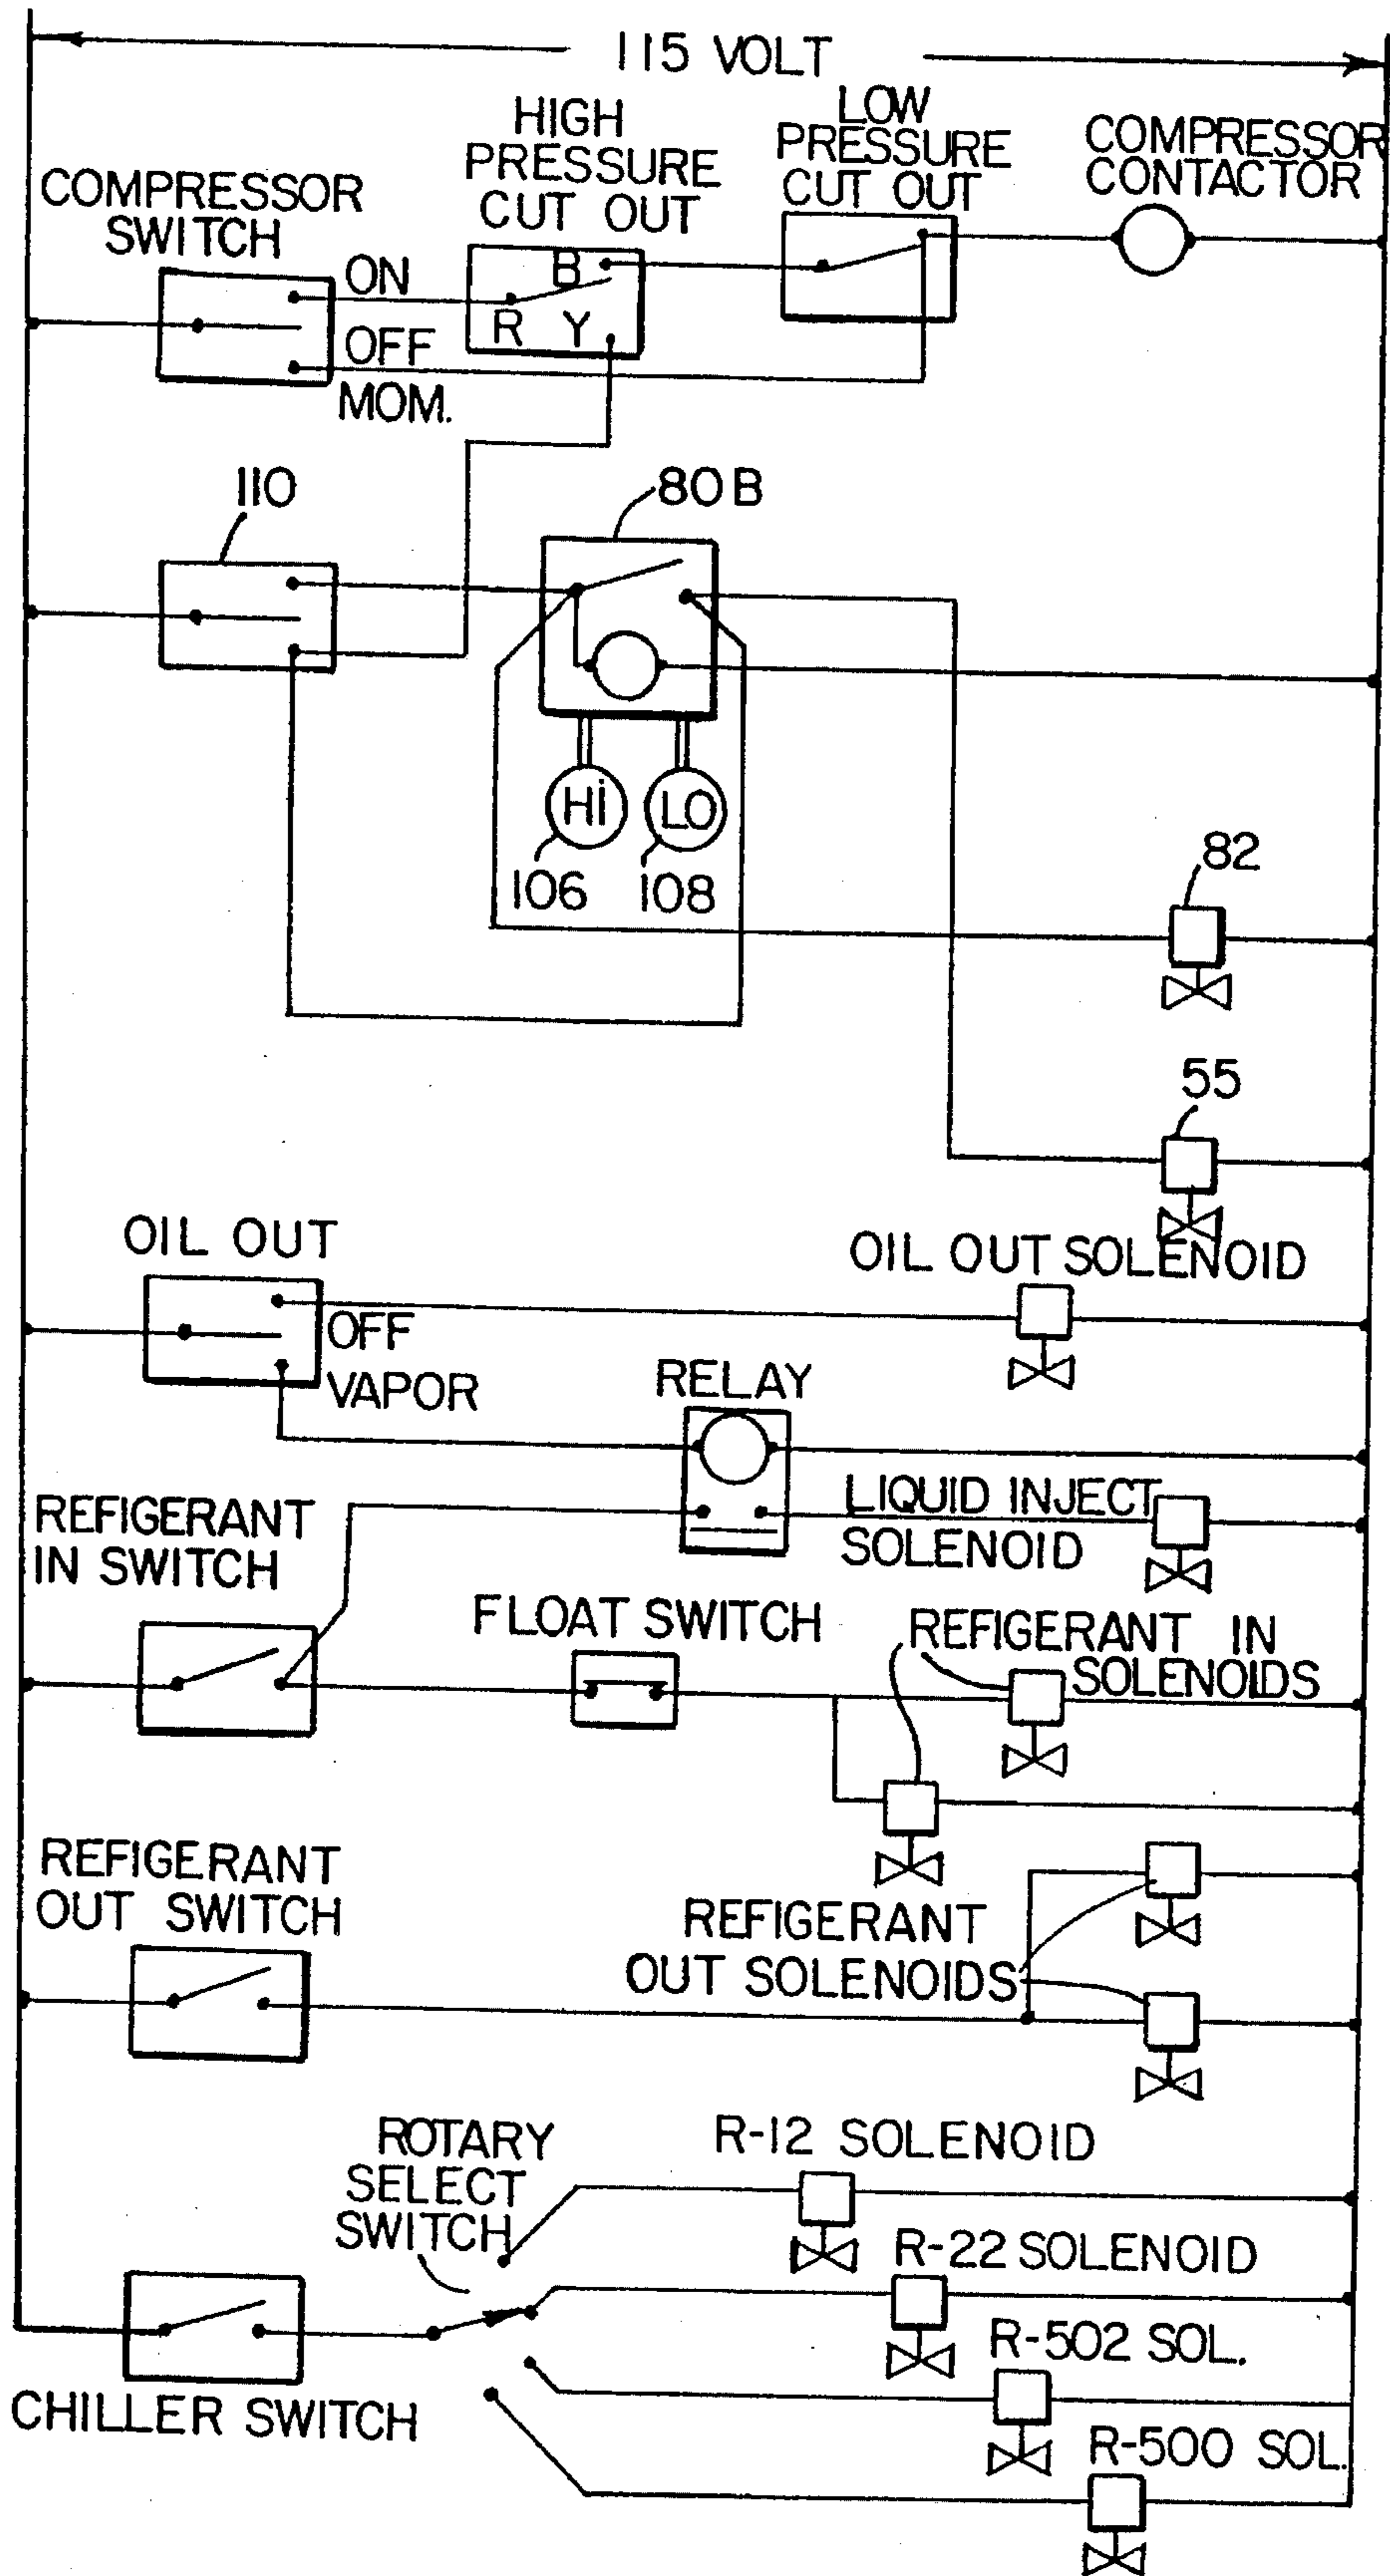 115 VOLT
HIGH
PRESSURE
CUT OUT
LOW
PRESSURE
CUT OUT
COMPRESSOR
CONTACTOR
COMPRESSOR
SWITCH
ON
OFF
MOM.
B
R Y
110
80B
Hi
LO
106
108
82
55
OIL OUT
OFF
VAPOR
OIL OUT SOLENOID
RELAY
LIQUID INJECT
SOLENOID
REFIGERANT
IN SWITCH
FLOAT SWITCH
REFIGERANT IN
SOLENOIDS
REFIGERANT
OUT SWITCH
REFIGERANT
OUT SOLENOIDS
ROTARY
SELECT
SWITCH
R-12 SOLENOID
R-22 SOLENOID
R-502 SOL.
R-500 SOL.
CHILLER SWITCH